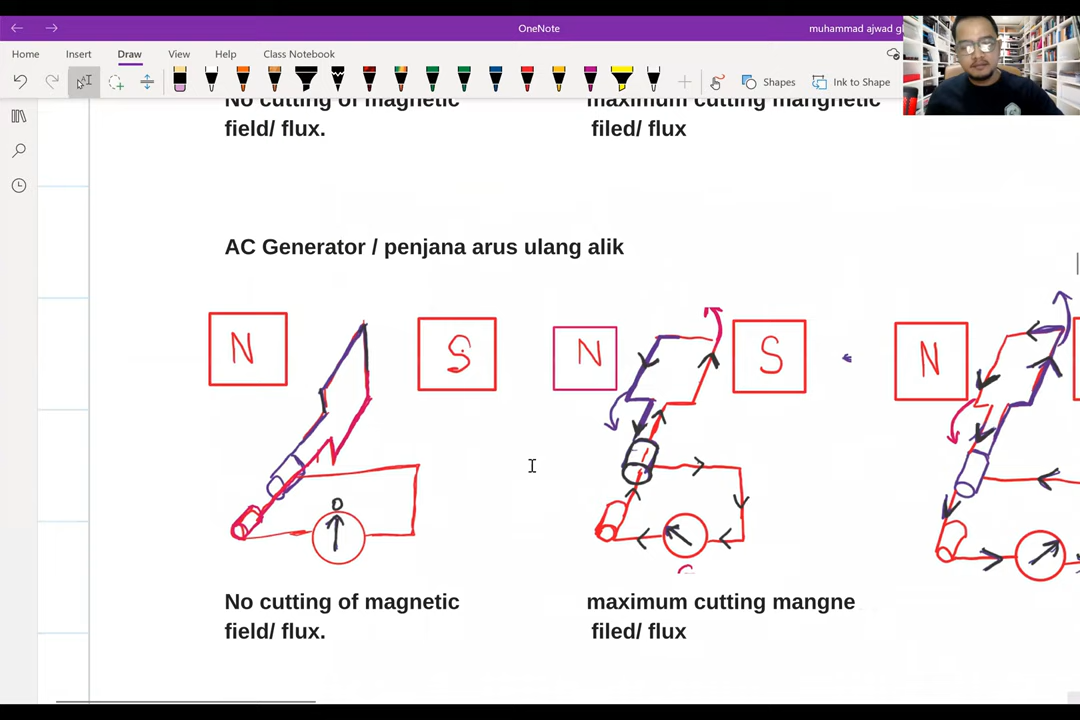 OneNote
muhammad ajwad g
Home Insert Draw View Help Class Notebook
Shapes Ink to Shape
No cutting of magnetic
field/ flux.
maximum cutting mangnetic
filed/ flux
AC Generator / penjana arus ulang alik
N S N S N
0
No cutting of magnetic
field/ flux.
maximum cutting mangne
filed/ flux